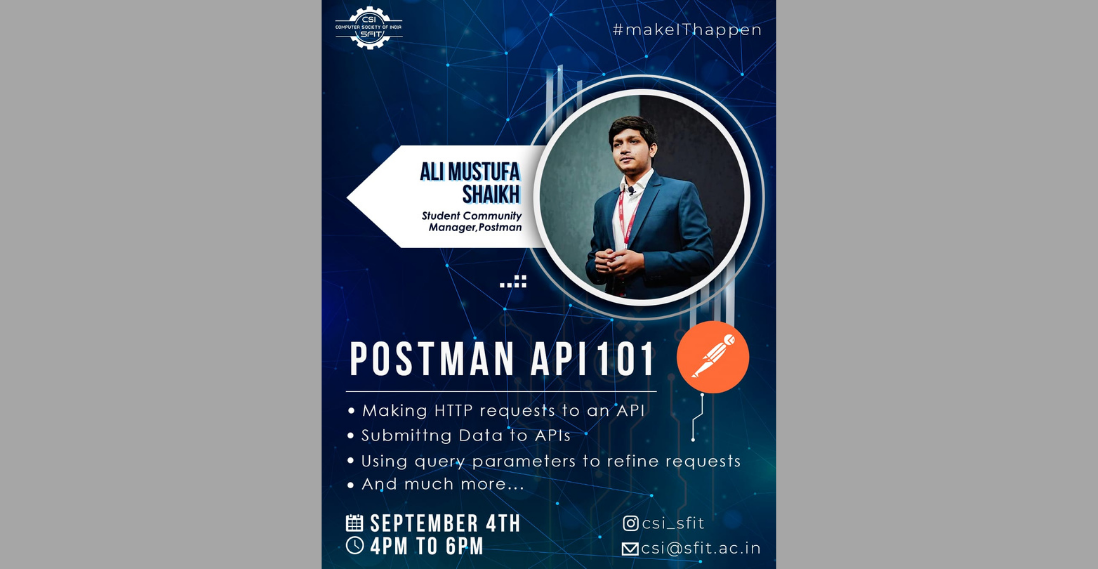 CSI
COMPUTER SOCIETY OF INDIA
SFIT
#makeIThappen
ALI MUSTUFA
SHAIKH
Student Community
Manager,Postman
POSTMAN API 101
• Making HTTP requests to an API
• Submittng Data to APIs
• Using query parameters to refine requests
• And much more...
SEPTEMBER 4TH
4PM TO 6PM
csi_sfit
csi@sfit.ac.in